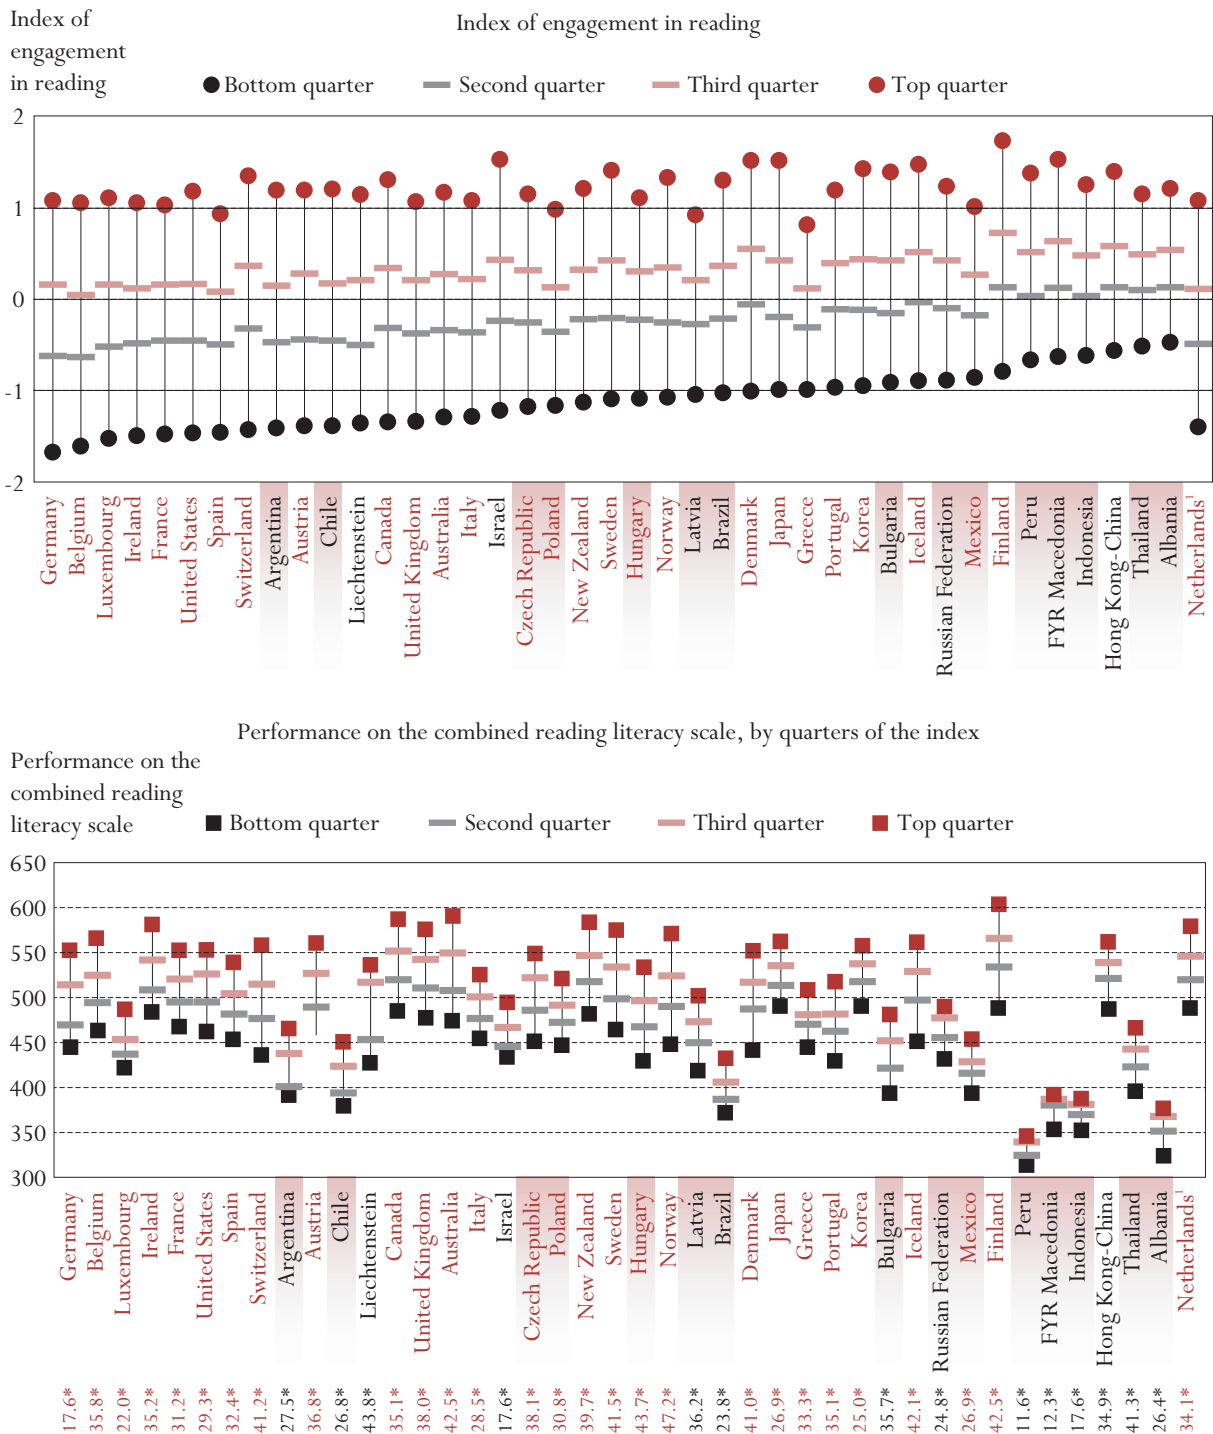 Index of
engagement
in reading
Index of engagement in reading
Bottom quarter
Second quarter
Third quarter
Top quarter
2
1
0
-1
-2
Germany
Belgium
Luxembourg
Ireland
France
United States
Spain
Switzerland
Argentina
Austria
Chile
Liechtenstein
Canada
United Kingdom
Australia
Italy
Israel
Czech Republic
Poland
New Zealand
Sweden
Hungary
Norway
Latvia
Brazil
Denmark
Japan
Greece
Portugal
Korea
Bulgaria
Iceland
Russian Federation
Mexico
Finland
Peru
FYR Macedonia
Indonesia
Hong Kong-China
Thailand
Albania
Netherlands¹
Performance on the combined reading literacy scale, by quarters of the index
Performance on the
combined reading
literacy scale
Bottom quarter
Second quarter
Third quarter
Top quarter
650
600
550
500
450
400
350
300
Germany
Belgium
Luxembourg
Ireland
France
United States
Spain
Switzerland
Argentina
Austria
Chile
Liechtenstein
Canada
United Kingdom
Australia
Italy
Israel
Czech Republic
Poland
New Zealand
Sweden
Hungary
Norway
Latvia
Brazil
Denmark
Japan
Greece
Portugal
Korea
Bulgaria
Iceland
Russian Federation
Mexico
Finland
Peru
FYR Macedonia
Indonesia
Hong Kong-China
Thailand
Albania
Netherlands¹
17.6*
35.8*
22.0*
35.2*
31.2*
29.3*
32.4*
41.2*
27.5*
36.8*
26.8*
43.8*
35.1*
38.0*
42.5*
28.5*
17.6*
38.1*
30.8*
39.7*
41.5*
43.7*
47.2*
36.2*
23.8*
41.0*
26.9*
33.3*
35.1*
25.0*
35.7*
42.1*
24.8*
26.9*
42.5*
11.6*
12.3*
17.6*
34.9*
41.3*
26.4*
34.1*